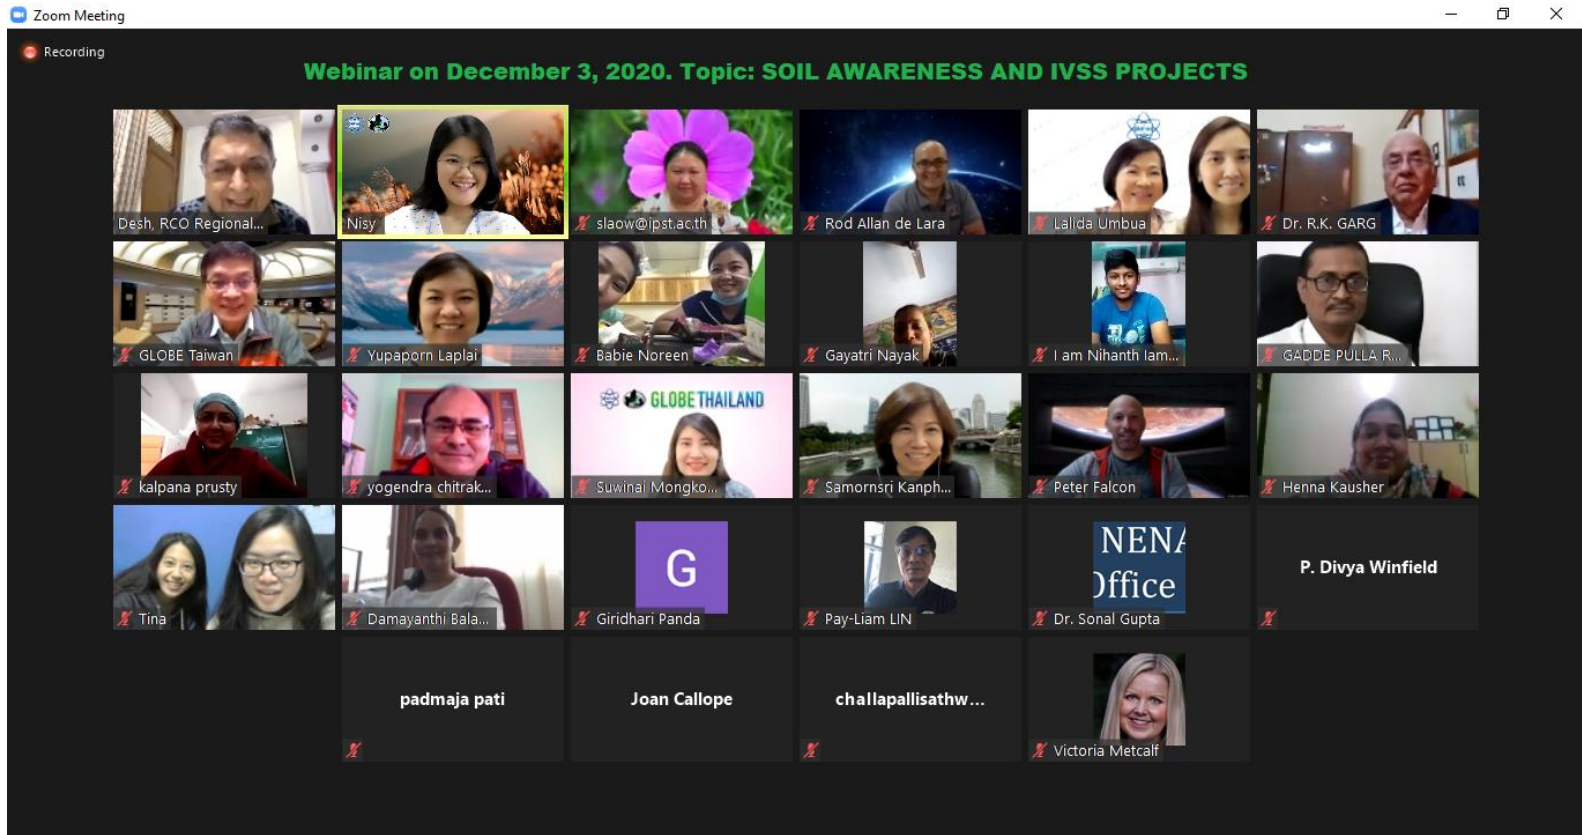 Zoom Meeting
Recording
Webinar on December 3, 2020. Topic: SOIL AWARENESS AND IVSS PROJECTS
Desh, RCO Regional...
Nisy
slaow@ipst.ac.th
Rod Allan de Lara
Lalida Umbua
Dr. R.K. GARG
GLOBE Taiwan
Yupaporn Laplai
Babie Noreen
Gayatri Nayak
I am Nihanth Iam...
GADDE PULLA R...
kalpana prusty
yogendra chitrak...
GLOBE THAILAND
Suwinai Mongko...
Samornsri Kanph...
Peter Falcon
Henna Kausher
Tina
Damayanthi Bala...
G
Giridhari Panda
Pay-Liam LIN
NENA
Office
Dr. Sonal Gupta
P. Divya Winfield
padmaja pati
Joan Callope
challapallisathw...
Victoria Metcalf